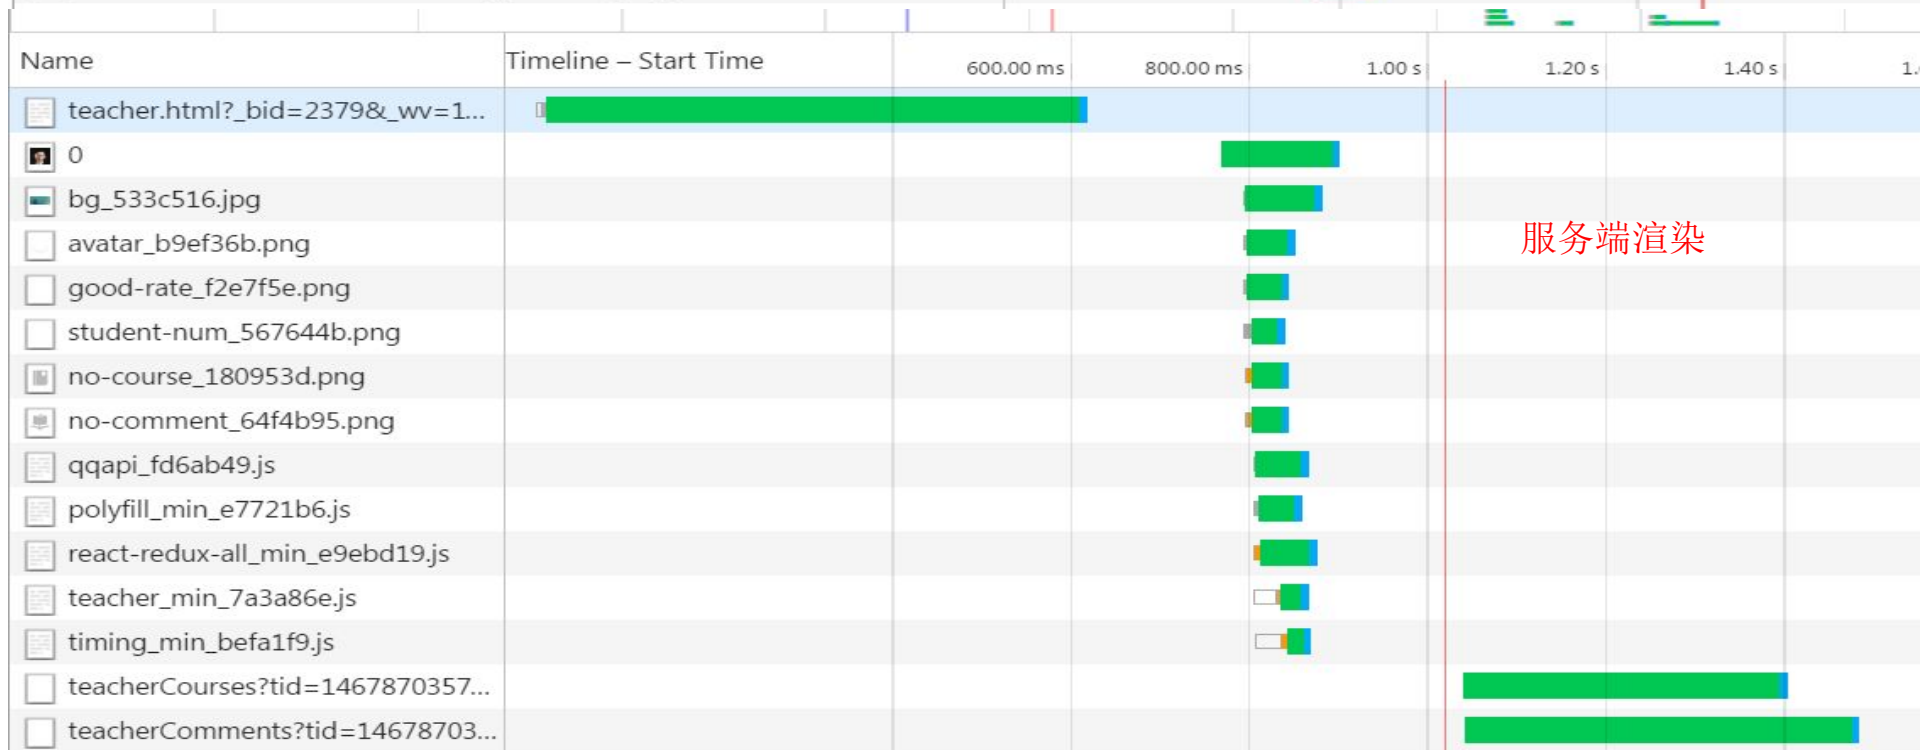 Name
Timeline – Start Time
600.00 ms
800.00 ms
1.00 s
1.20 s
1.40 s
1.
teacher.html?_bid=2379&_wv=1...
0
bg_533c516.jpg
avatar_b9ef36b.png
服务端渲染
good-rate_f2e7f5e.png
student-num_567644b.png
no-course_180953d.png
no-comment_64f4b95.png
qqapi_fd6ab49.js
polyfill_min_e7721b6.js
react-redux-all_min_e9ebd19.js
teacher_min_7a3a86e.js
timing_min_befa1f9.js
teacherCourses?tid=1467870357...
teacherComments?tid=14678703...